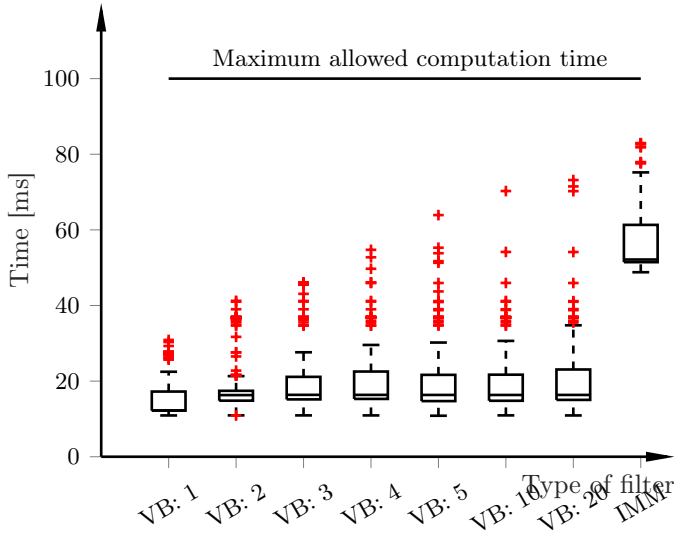 Maximum allowed computation time
100
80
60
40
20
0
Time [ms]
VB: 1
VB: 2
VB: 3
VB: 4
VB: 5
VB: 10
VB: 20
IMM
Type of filter